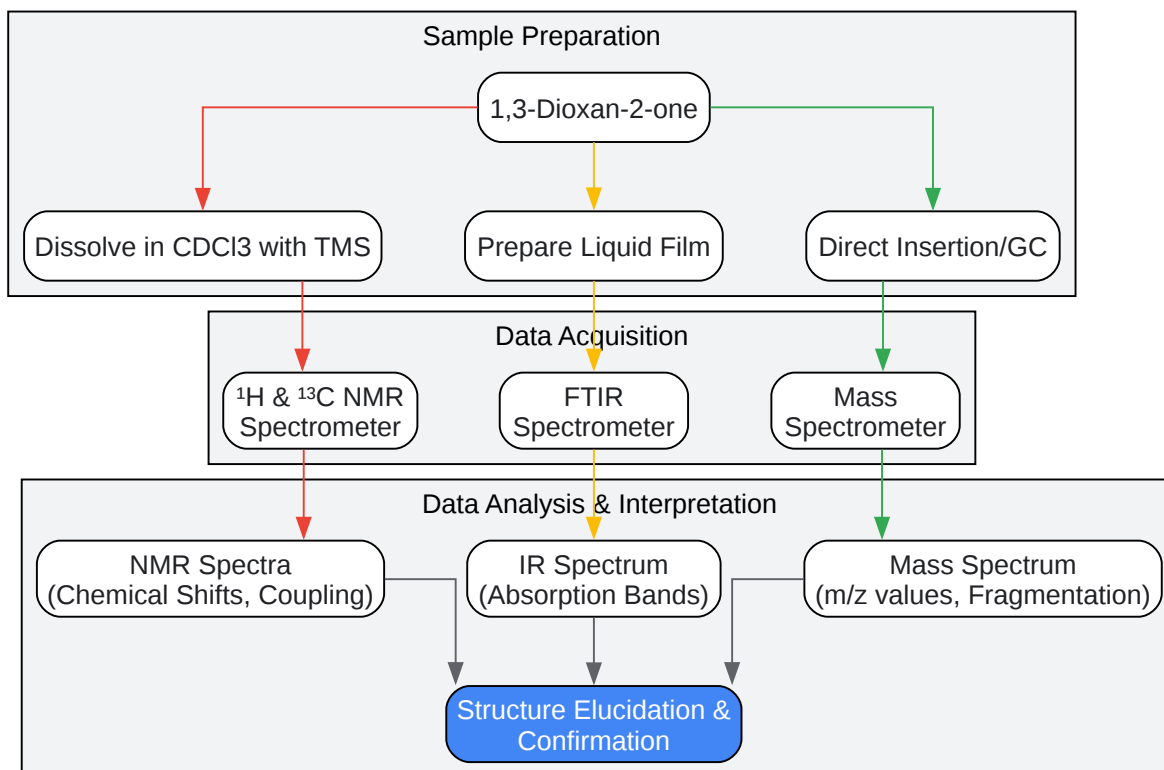 Sample Preparation
1,3-Dioxan-2-one
Dissolve in CDCl3 with TMS
Prepare Liquid Film
Direct Insertion/GC
Data Acquisition
¹H & ¹³C NMR
Spectrometer
FTIR
Spectrometer
Mass
Spectrometer
Data Analysis & Interpretation
NMR Spectra
(Chemical Shifts, Coupling)
IR Spectrum
(Absorption Bands)
Mass Spectrum
(m/z values, Fragmentation)
Structure Elucidation &
Confirmation